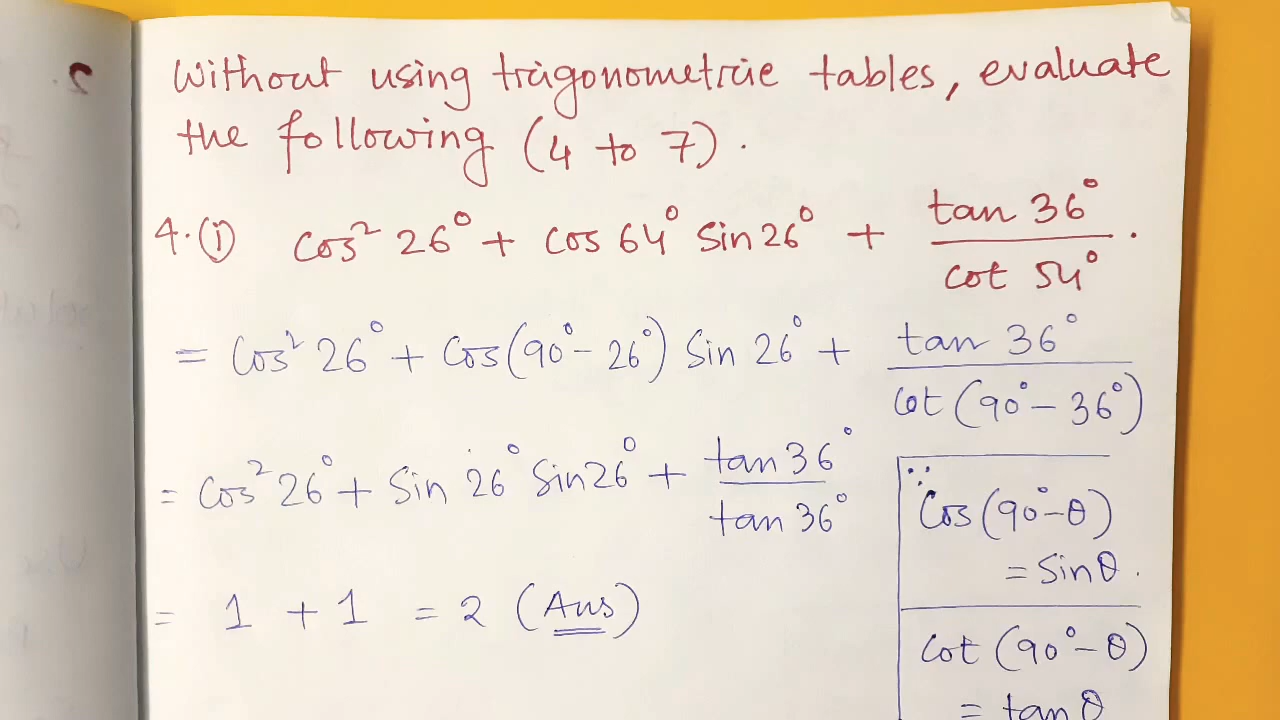 Without using trigonometric tables, evaluate
the following (4 to 7).
4.(i) cos² 26° + cos 64° sin 26° + tan 36° / cot 54° .
= cos² 26° + cos(90° - 26°) sin 26° + tan 36° / cot (90° - 36°)
= cos² 26° + sin 26° sin 26° + tan 36° / tan 36°
= 1 + 1 = 2 (Ans)
∵
cos (90° - θ)
= sin θ.
cot (90° - θ)
= tan θ